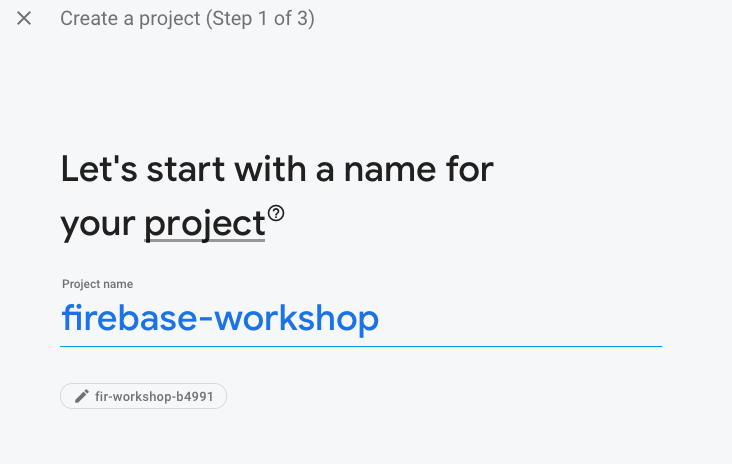 Create a project (Step 1 of 3)
Let's start with a name for
your project
Project name
firebase-workshop
fir-workshop-b4991